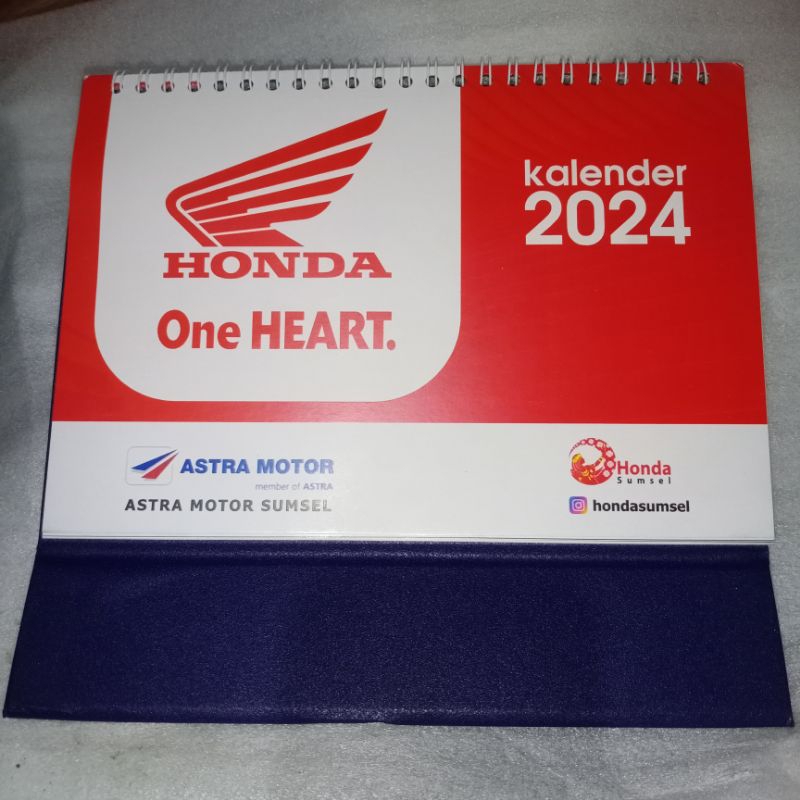 HONDA
One HEART.
kalender
2024
ASTRA MOTOR
member of ASTRA
ASTRA MOTOR SUMSEL
Honda
Sumsel
hondasumsel